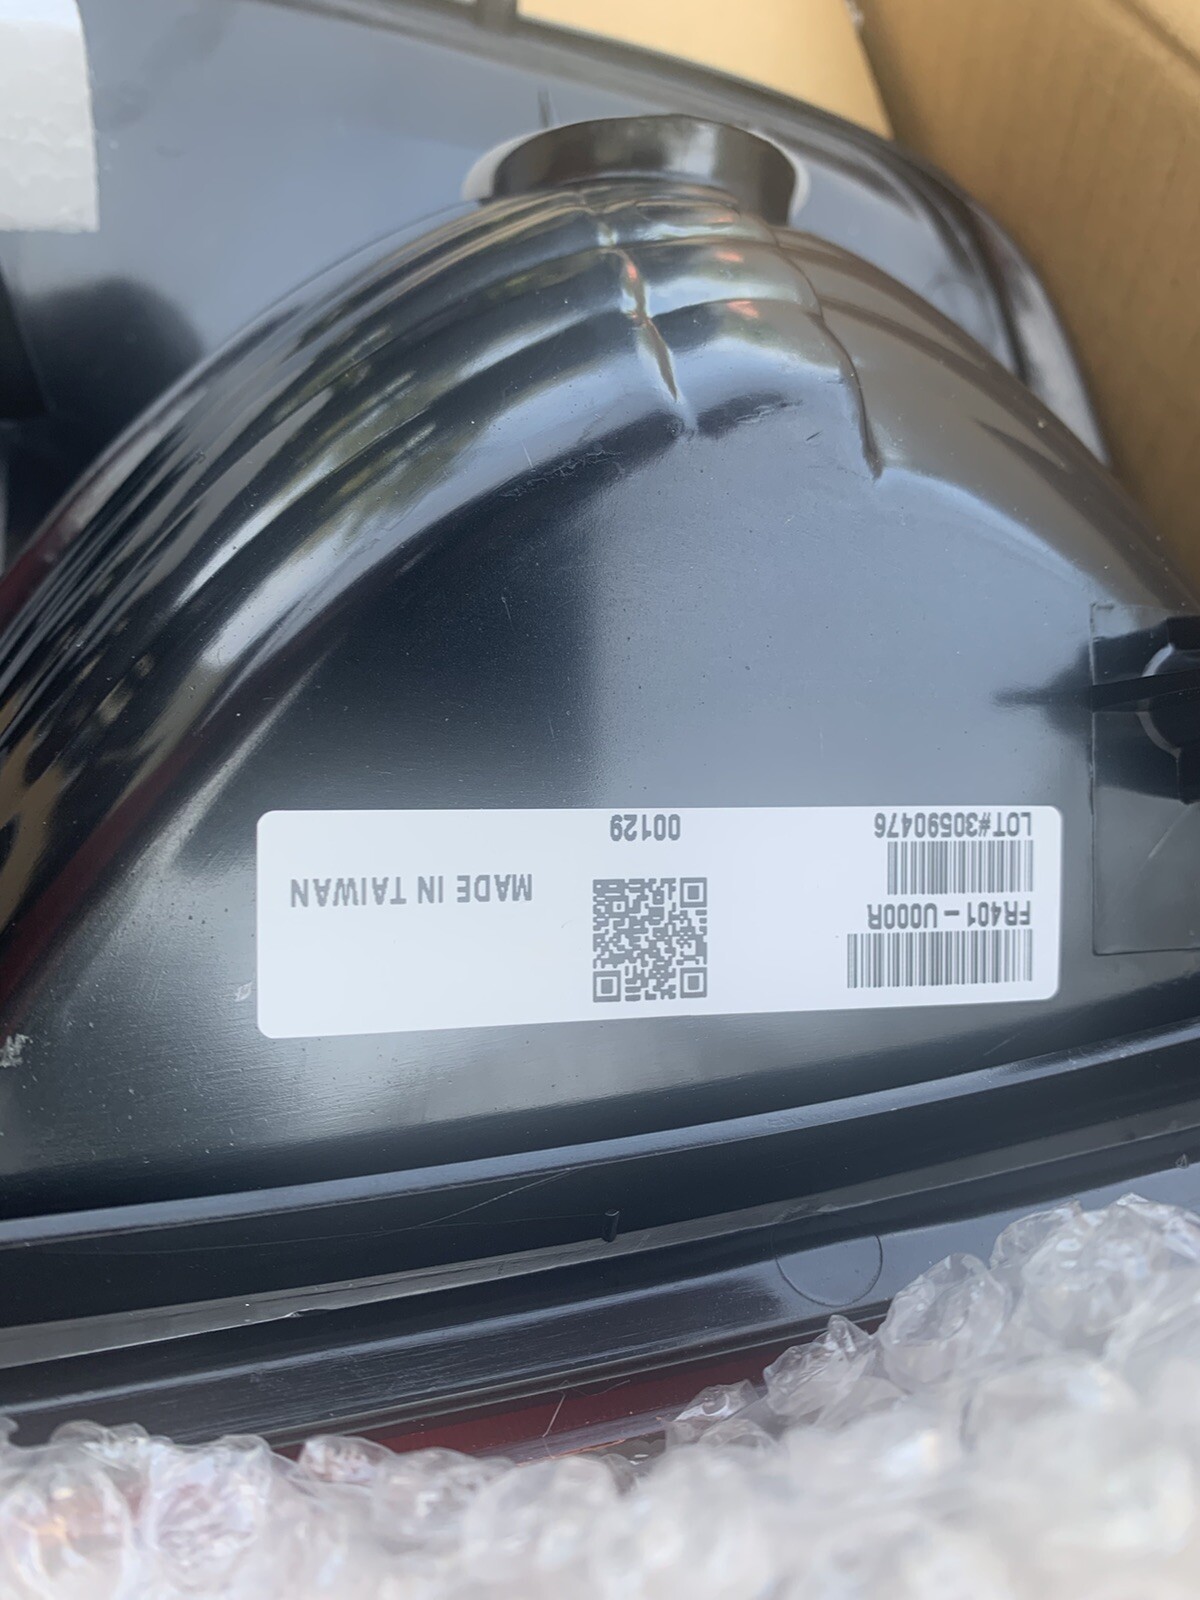 FR401-U000R
LOT#30590476
00129
MADE IN TAIWAN